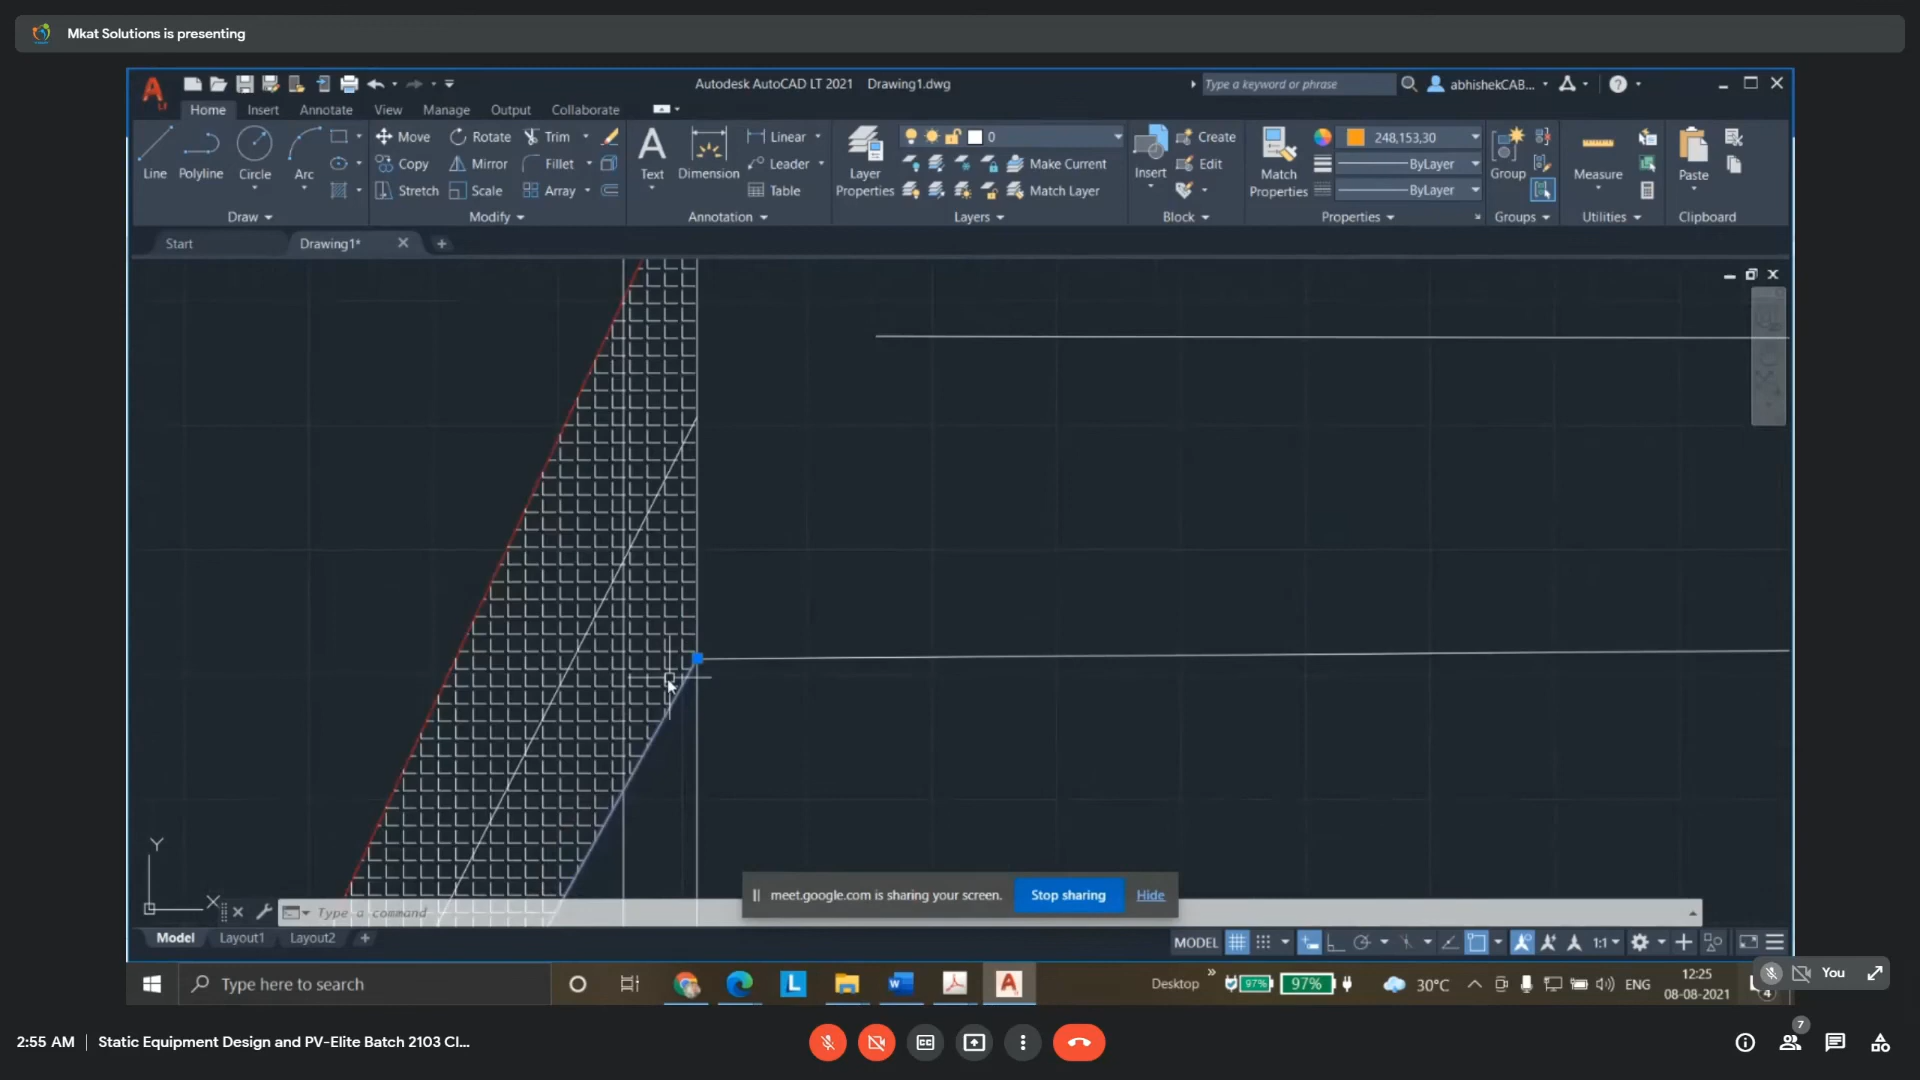 Mkat Solutions is presenting
Autodesk AutoCAD LT 2021 Drawing1.dwg
Type a keyword or phrase
abhishekCAB...
Home Insert Annotate View Manage Output Collaborate
Line Polyline Circle Arc
Move Rotate Trim
Copy Mirror Fillet
Stretch Scale Array
Text Dimension
Linear
Leader
Table
Layer Properties
0
Make Current
Match Layer
Insert
Create
Edit
Match Properties
248,153,30
ByLayer
ByLayer
Group
Measure
Paste
Draw Modify Annotation Layers Block Properties Groups Utilities Clipboard
Start Drawing1*
Y
X
meet.google.com is sharing your screen. Stop sharing Hide
Type a command
Model Layout1 Layout2
MODEL 1:1
Type here to search
Desktop 97% 97% 30°C ENG
12:25
08-08-2021
4
You
7
2:55 AM | Static Equipment Design and PV-Elite Batch 2103 Cl...